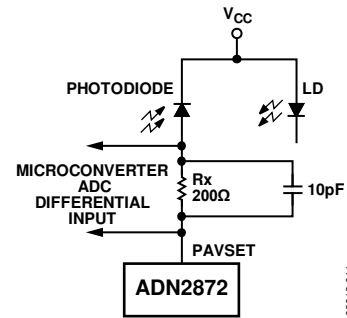 VCC
PHOTODIODE
LD
MICROCONVERTER
ADC
DIFFERENTIAL
INPUT
Rx
200Ω
10pF
PAVSET
ADN2872